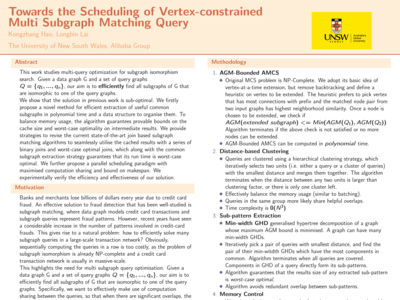 Towards the Scheduling of Vertex-constrained
Multi Subgraph Matching Query
Kongzhang Hao, Longbin Lai
The University of New South Wales, Alibaba Group
UNSW
Abstract
This work studies multi-query optimization for subgraph isomorphism
search. Given a data graph G and a set of query graphs
Q = {q₁, ..., qₙ}, our aim is to efficiently find all subgraphs of G that
are isomorphic to one of the query graphs.
We show that the solution in previous work is sub-optimal. We firstly
propose a novel method for efficient extraction of useful common
subgraphs in polynomial time and a data structure to organise them. To
balance memory usage, the algorithm guarantees provable bounds on the
cache size and worst-case optimality on intermediate results. We provide
strategies to revise the current state-of-the-art join based subgraph
matching algorithms to seamlessly utilise the cached results with a series of
binary joins and worst-case optimal joins, which along with the common
subgraph extraction strategy guarantees that its run time is worst-case
optimal. We further propose a parallel scheduling paradigm with
maximised computation sharing and bound on makespan. We
experimentally verify the efficiency and effectiveness of our solution.
Motivation
Banks and merchants lose billions of dollars every year due to credit card
fraud. An effective solution to fraud detection that has been well-studied is
subgraph matching, where data graph models credit card transactions and
subgraph queries represent fraud patterns. However, recent years have seen
a considerable increase in the number of patterns involved in credit-card
frauds. This gives rise to a natural problem: how to efficiently solve many
subgraph queries in a large-scale transaction network? Obviously,
sequentially computing the queries in a row is too costly, as the problem of
subgraph isomorphism is already NP-complete and a credit card
transaction network is usually in massive-scale.
This highlights the need for multi subgraph query optimisation. Given a
data graph G and a set of query graphs Q = {q₁, ..., qₙ}, our aim is to
efficiently find all subgraphs of G that are isomorphic to one of the query
graphs. Specifically, we want to effectively make use of computation
sharing between the queries, so that when there are significant overlaps, the
Methodology
1. AGM-Bounded AMCS
Original MCS problem is NP-Complete. We adopt its basic idea of
vertex-at-a-time extension, but remove backtracking and define a
heuristic on vertex to be extended. The heuristic prefers to pick vertex
that has most connections with prefix and the matched node pair from
two input graphs has highest neighborhood similarity. Once a node is
chosen to be extended, we check if
AGM(extended subgraph) <= Min(AGM(Q₁), AGM(Q₂))
Algorithm terminates if the above check is not satisfied or no more
nodes can be extended.
AGM-Bounded AMCS can be computed in polynomial time.
2. Distance-based Clustering
Queries are clustered using a hierarchical clustering strategy, which
iteratively selects two units (i.e. either a query or a cluster of queries)
with the smallest distance and merges them together. The algorithm
terminates when the distance between any two units is larger than
clustering factor, or there is only one cluster left.
Effectively balance the memory usage (similar to batching).
Queries in the same group more likely share helpful overlaps.
Time complexity is Θ(N²)
3. Sub-pattern Extraction
Min-width GHD generalised hypertree decomposition of a graph
whose maximum AGM bound is minimised. A graph can have many
min-width GHDs.
Iteratively pick a pair of queries with smallest distance, and find the
pair of their min-width GHDs which have the most components in
common. Algorithm terminates when all queries are covered.
Components in GHD of a query directly form its sub-patterns.
Algorithm guarantees that the results size of any extracted sub-pattern
is worst-case optimal
Algorithm avoids redundant overlap between sub-patterns.
4. Memory Control